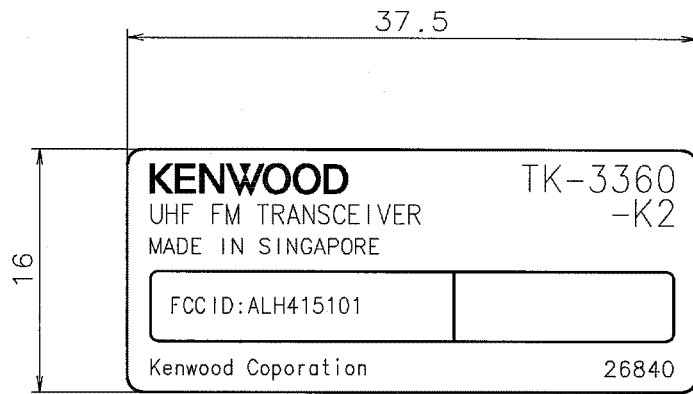 37.5
16
KENWOOD TK-3360
UHF FM TRANSCEIVER -K2
MADE IN SINGAPORE
FCC ID:ALH415101
Kenwood Coporation 26840